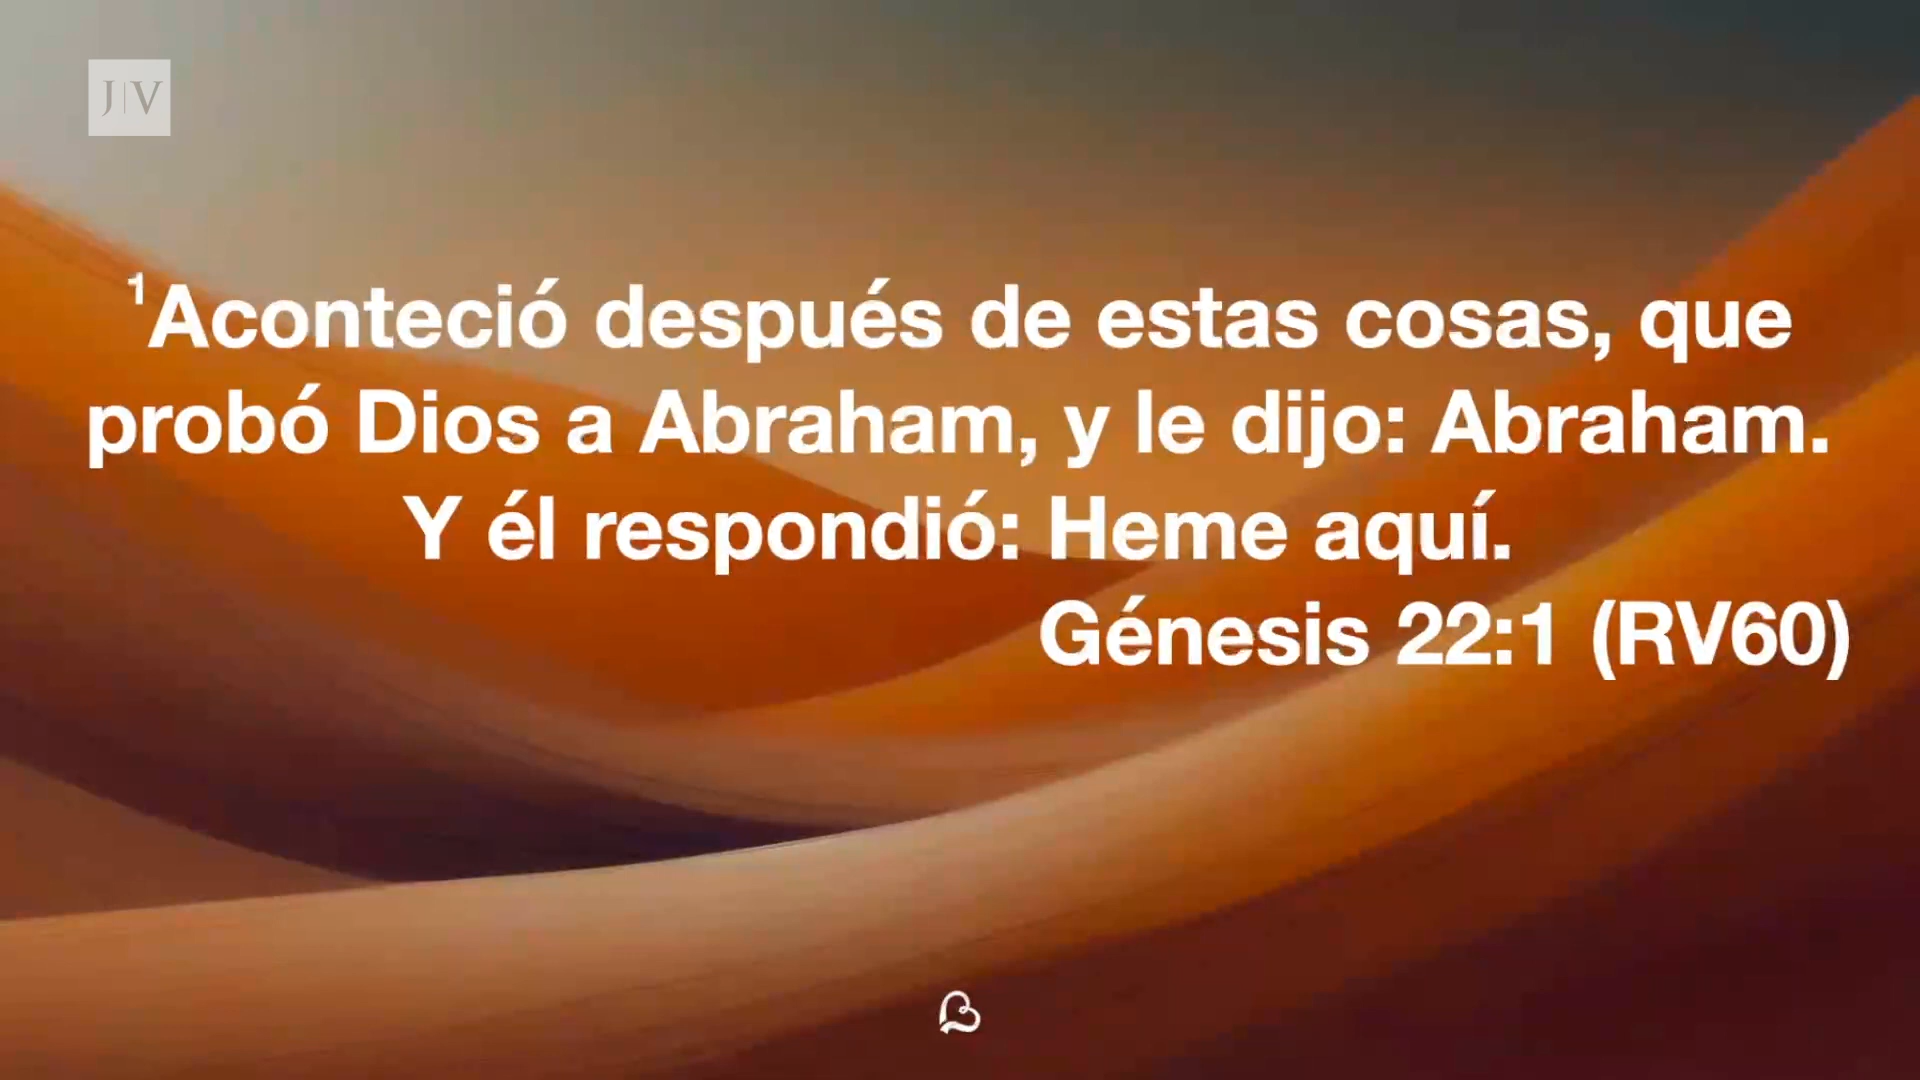 J|V
¹Aconteció después de estas cosas, que
probó Dios a Abraham, y le dijo: Abraham.
Y él respondió: Heme aquí.
Génesis 22:1 (RV60)